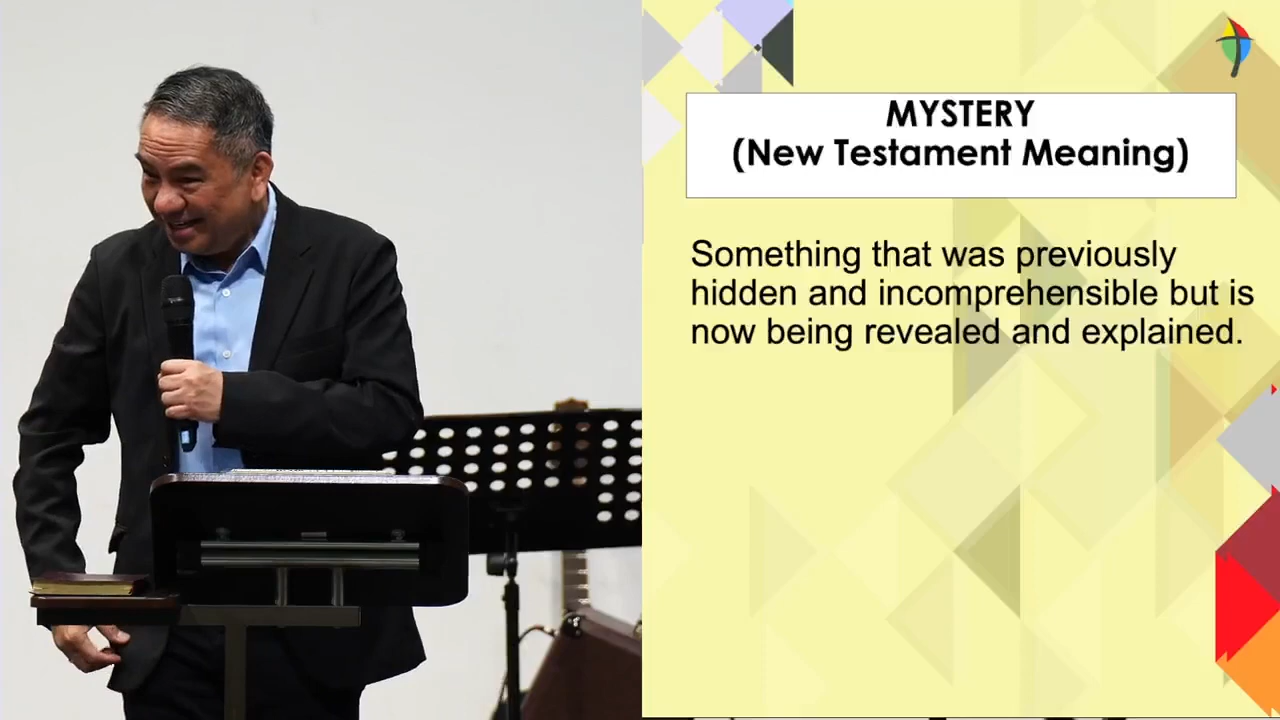 MYSTERY
(New Testament Meaning)
Something that was previously
hidden and incomprehensible but is
now being revealed and explained.